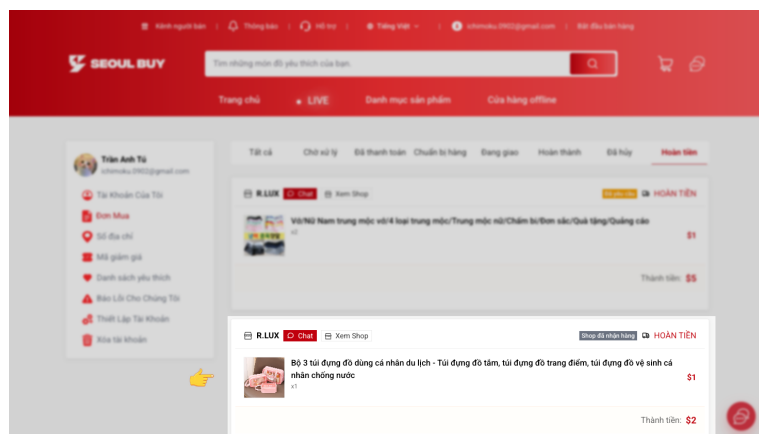 Kênh người bán
Thông báo
Hỗ trợ
Tiếng Việt
ichimoku.0902@gmail.com
Bắt đầu bán hàng
SEOUL BUY
Tìm những món đồ yêu thích của bạn
Trang chủ
LIVE
Danh mục sản phẩm
Cửa hàng offline
Trần Anh Tú
ichimoku.0902@gmail.com
Tài Khoản Của Tôi
Đơn Mua
Sổ địa chỉ
Mã giảm giá
Danh sách yêu thích
Báo Lỗi Cho Chúng Tôi
Thiết Lập Tài Khoản
Xóa tài khoản
Tất cả
Chờ xử lý
Đã thanh toán
Chuẩn bị hàng
Đang giao
Hoàn thành
Đã hủy
Hoàn tiền
R.LUX Chat Xem Shop
HOÀN TIỀN
Vớ/Nữ Nam trung mộc vớ/4 loại trung mộc/Trung mộc nữ/Chấm bi/Đơn sắc/Quà tặng/Quảng cáo
x2
$1
Thành tiền: $5
R.LUX Chat Xem Shop
Shop đã nhận hàng HOÀN TIỀN
Bộ 3 túi đựng đồ dùng cá nhân du lịch - Túi đựng đồ tắm, túi đựng đồ trang điểm, túi đựng đồ vệ sinh cá
nhân chống nước
x1
$1
Thành tiền: $2